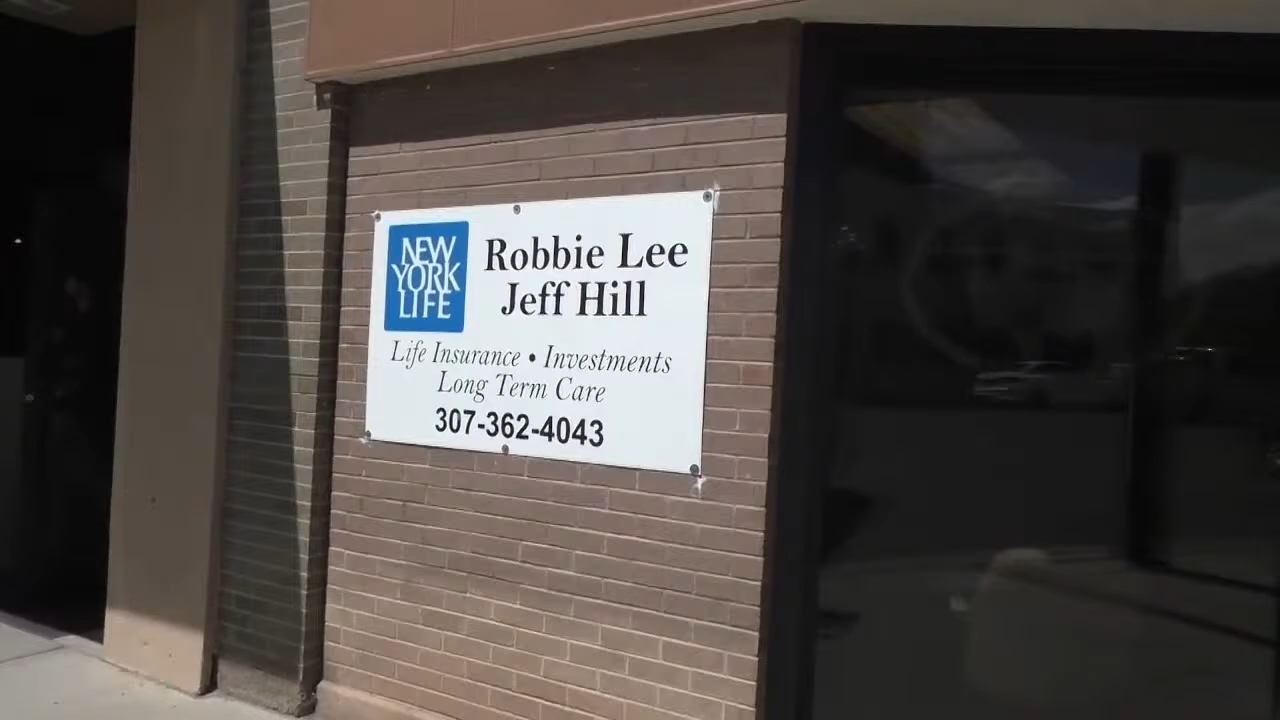 NEW
YORK
LIFE
Robbie Lee
Jeff Hill
Life Insurance • Investments
Long Term Care
307-362-4043